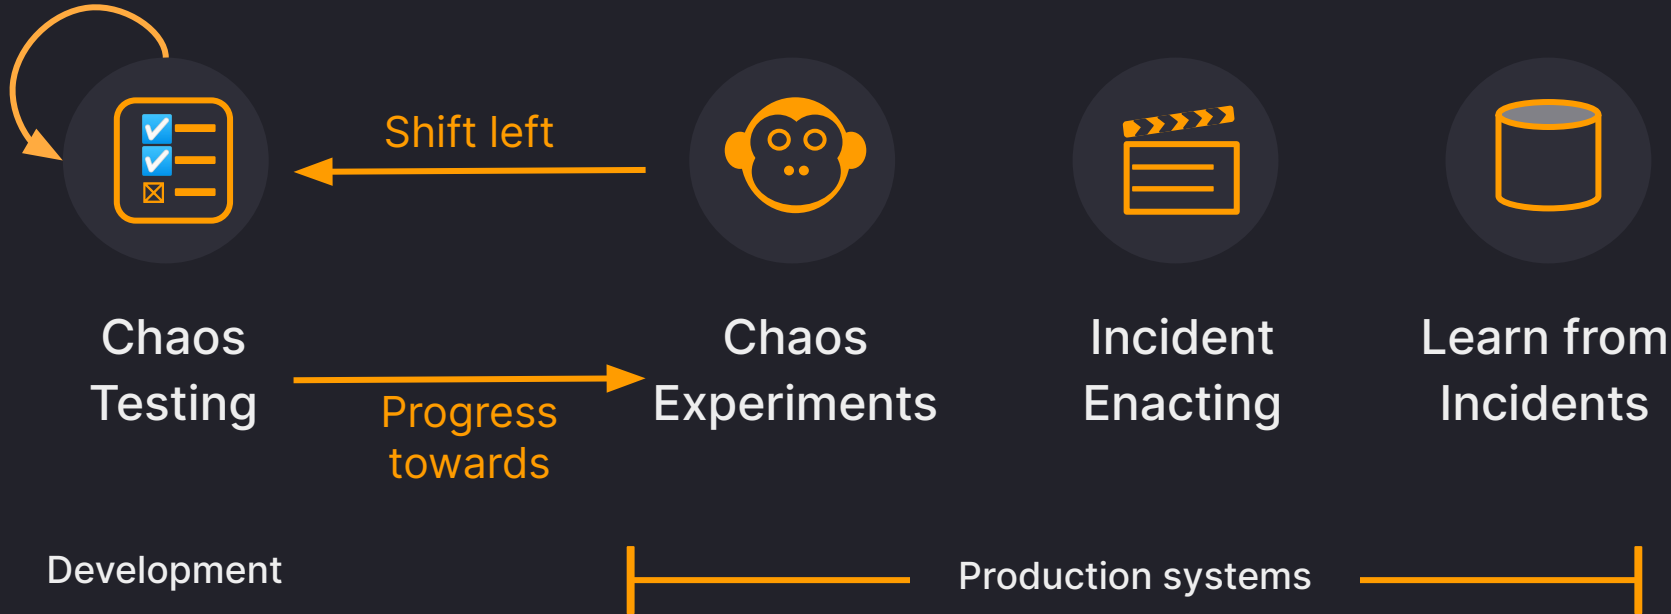 Shift left
Chaos
Testing
Progress
towards
Chaos
Experiments
Incident
Enacting
Learn from
Incidents
Development
Production systems